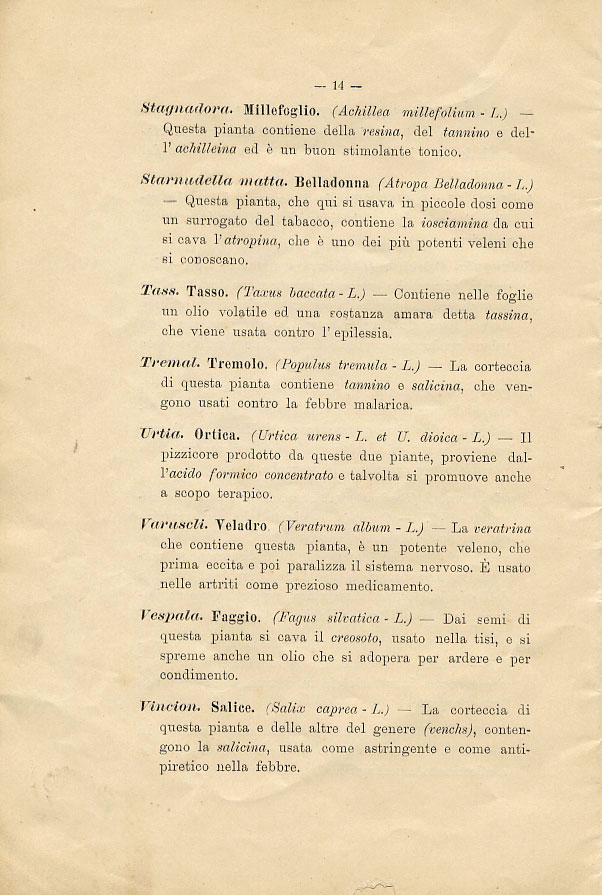 — 14 —
Stagnadora. Millefoglio. (Achillea millefolium - L.) —
Questa pianta contiene della resina, del tannino e del-
l' achilleina ed è un buon stimolante tonico.
Starnudella matta. Belladonna (Atropa Belladonna - L.)
— Questa pianta, che qui si usava in piccole dosi come
un surrogato del tabacco, contiene la iosciamina da cui
si cava l'atropina, che è uno dei più potenti veleni che
si conoscano.
Tass. Tasso. (Taxus baccata - L.) — Contiene nelle foglie
un olio volatile ed una sostanza amara detta tassina,
che viene usata contro l' epilessia.
Tremal. Tremolo. (Populus tremula - L.) — La corteccia
di questa pianta contiene tannino e salicina, che ven-
gono usati contro la febbre malarica.
Urtia. Ortica. (Urtica urens - L. et U. dioica - L.) — Il
pizzicore prodotto da queste due piante, proviene dal-
l'acido formico concentrato e talvolta si promuove anche
a scopo terapico.
Varuscli. Veladro (Veratrum album - L.) — La veratrina
che contiene questa pianta, è un potente veleno, che
prima eccita e poi paralizza il sistema nervoso. È usato
nelle artriti come prezioso medicamento.
Vespala. Faggio. (Fagus silvatica - L.) — Dai semi di
questa pianta si cava il creosoto, usato nella tisi, e si
spreme anche un olio che si adopera per ardere e per
condimento.
Vincion. Salice. (Salix caprea - L.) — La corteccia di
questa pianta e delle altre del genere (venchs), conten-
gono la salicina, usata come astringente e come anti-
piretico nella febbre.